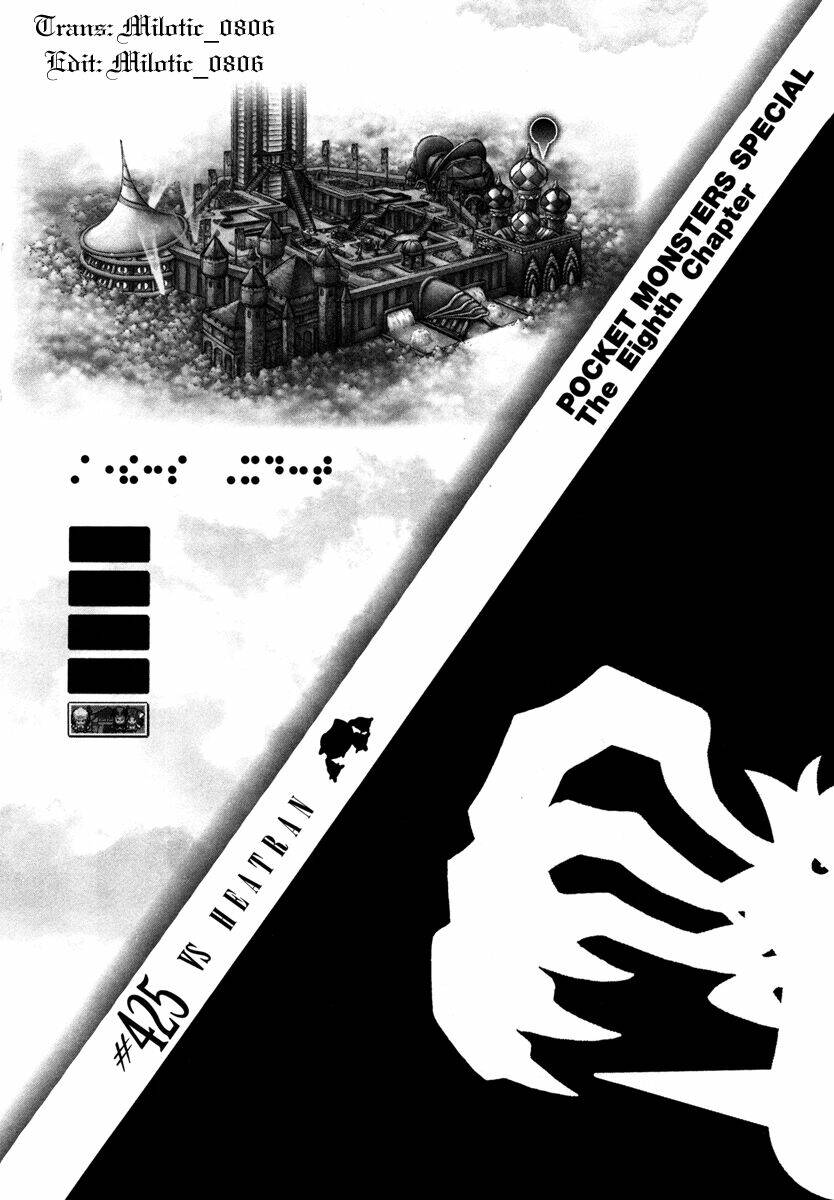 Trans: Milotic_0806
Edit: Milotic_0806
POCKET MONSTERS SPECIAL
The Eighth Chapter
#425 VS HEATRAN